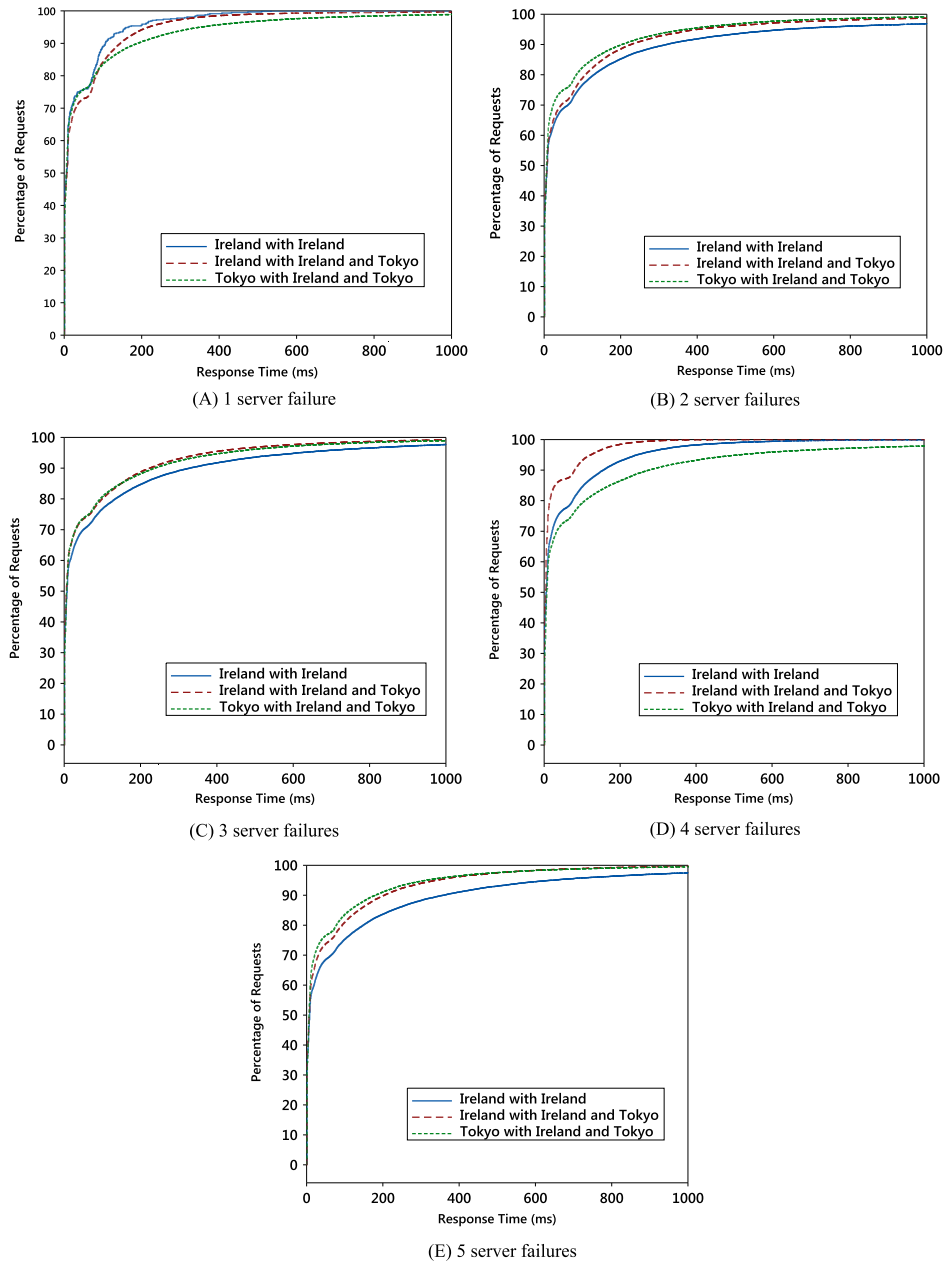 Percentage of Requests
100
90
80
70
60
50
40
30
20
10
0
Ireland with Ireland
Ireland with Ireland and Tokyo
Tokyo with Ireland and Tokyo
0 200 400 600 800 1000
Response Time (ms)
(A) 1 server failure
Percentage of Requests
100
90
80
70
60
50
40
30
20
10
0
Ireland with Ireland
Ireland with Ireland and Tokyo
Tokyo with Ireland and Tokyo
0 200 400 600 800 1000
Response Time (ms)
(B) 2 server failures
Percentage of Requests
100
90
80
70
60
50
40
30
20
10
0
Ireland with Ireland
Ireland with Ireland and Tokyo
Tokyo with Ireland and Tokyo
0 200 400 600 800 1000
Response Time (ms)
(C) 3 server failures
Percentage of Requests
100
90
80
70
60
50
40
30
20
10
0
Ireland with Ireland
Ireland with Ireland and Tokyo
Tokyo with Ireland and Tokyo
0 200 400 600 800 1000
Response Time (ms)
(D) 4 server failures
Percentage of Requests
100
90
80
70
60
50
40
30
20
10
0
Ireland with Ireland
Ireland with Ireland and Tokyo
Tokyo with Ireland and Tokyo
0 200 400 600 800 1000
Response Time (ms)
(E) 5 server failures